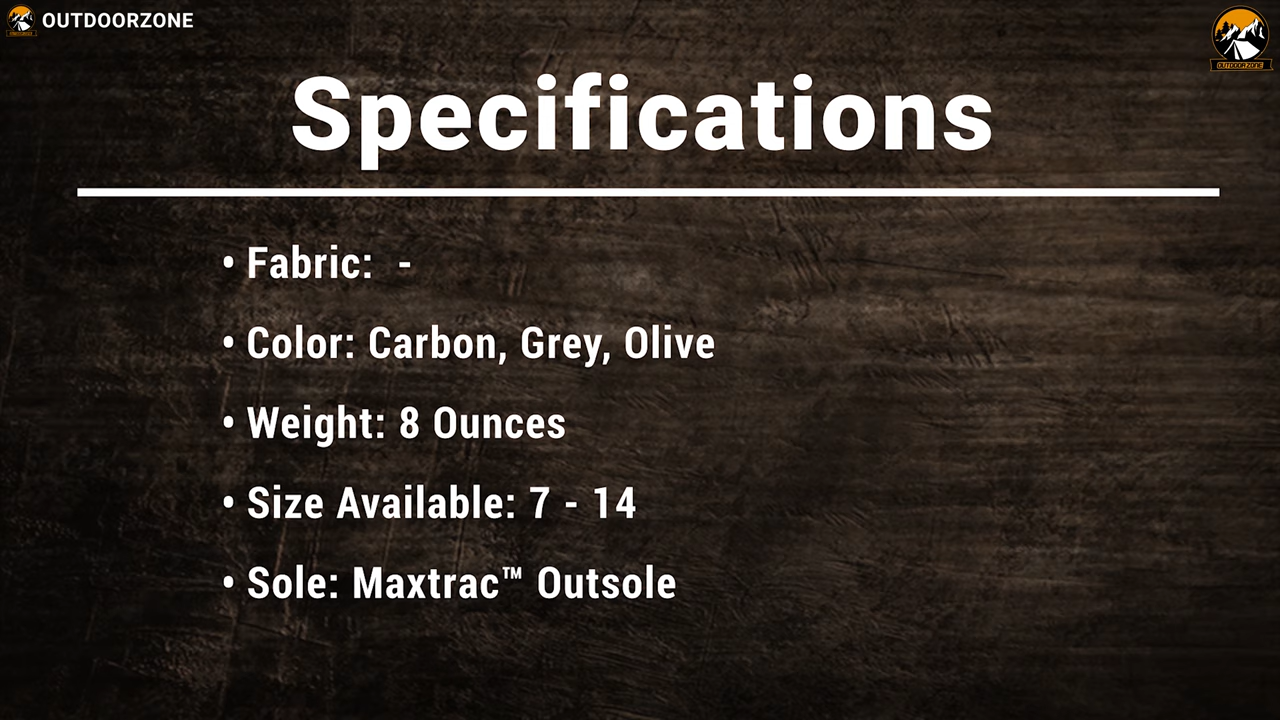 OUTDOORZONE
OUTDOORZONE
Specifications
• Fabric:  -
• Color: Carbon, Grey, Olive
• Weight: 8 Ounces
• Size Available: 7 - 14
• Sole: Maxtrac™ Outsole